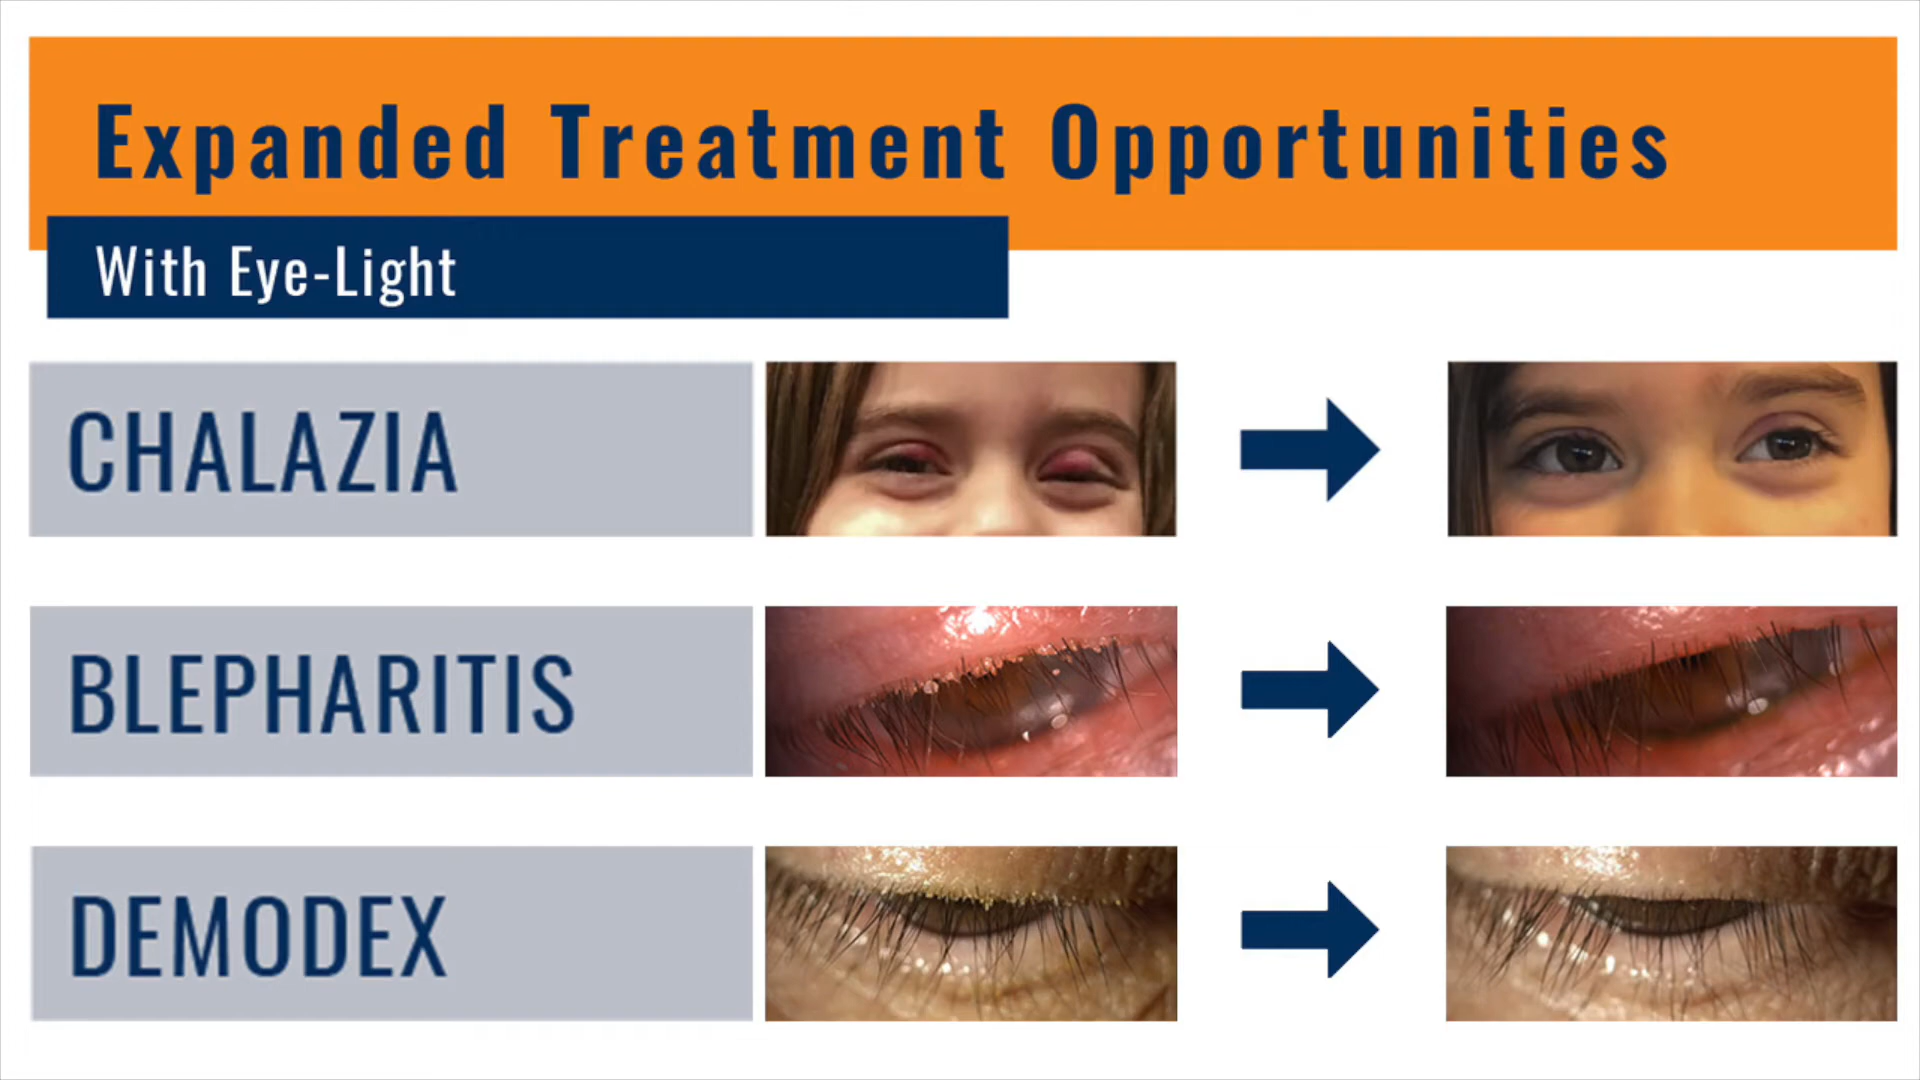 Expanded Treatment Opportunities
With Eye-Light
CHALAZIA
BLEPHARITIS
DEMODEX